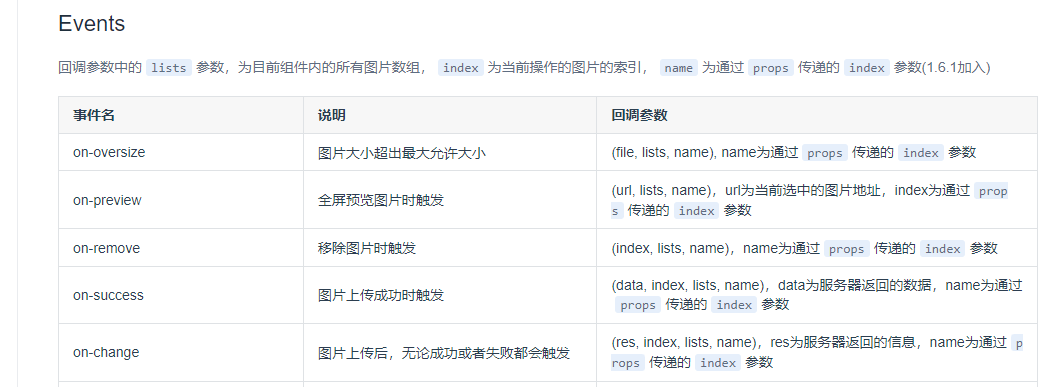 Events
回调参数中的 lists 参数，为目前组件内的所有图片数组， index 为当前操作的图片的索引， name 为通过 props 传递的 index 参数(1.6.1加入)
事件名 说明 回调参数
on-oversize 图片大小超出最大允许大小 (file, lists, name), name为通过 props 传递的 index 参数
on-preview 全屏预览图片时触发 (url, lists, name)，url为当前选中的图片地址，index为通过 prop
s 传递的 index 参数
on-remove 移除图片时触发 (index, lists, name)，name为通过 props 传递的 index 参数
on-success 图片上传成功时触发 (data, index, lists, name)，data为服务器返回的数据，name为通过
props 传递的 index 参数
on-change 图片上传后，无论成功或者失败都会触发 (res, index, lists, name)，res为服务器返回的信息，name为通过 p
rops 传递的 index 参数